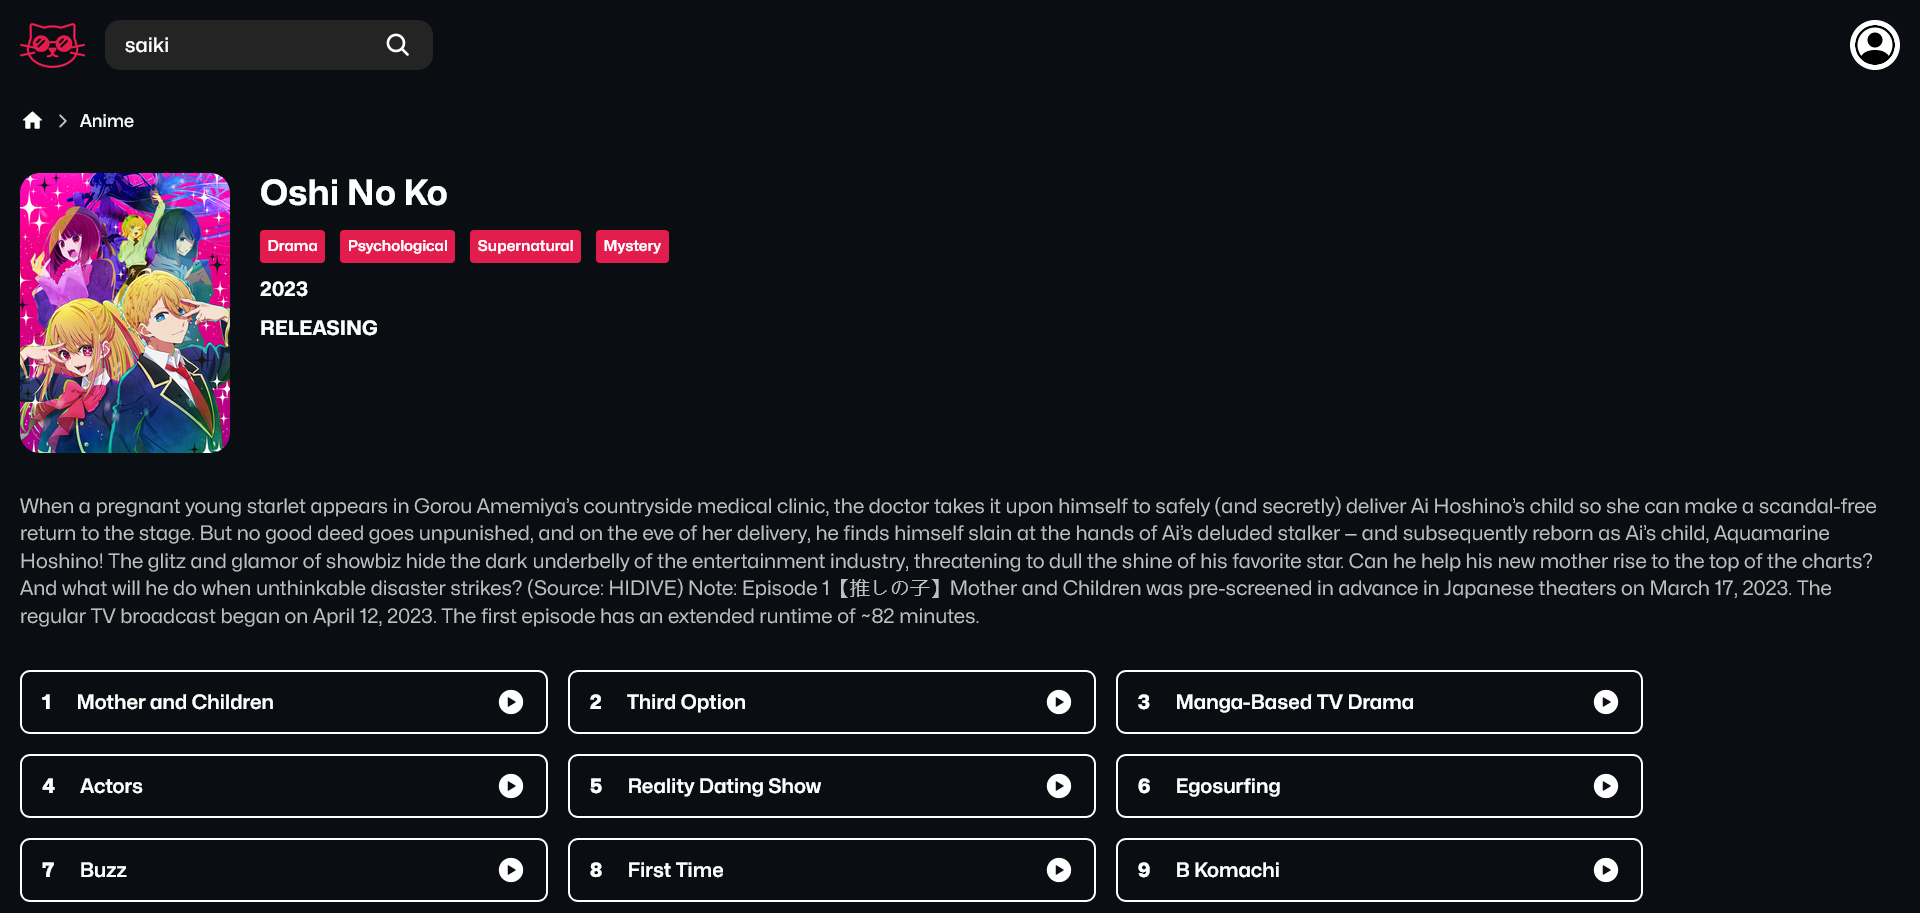 saiki
Anime
Oshi No Ko
Drama Psychological Supernatural Mystery
2023
RELEASING
When a pregnant young starlet appears in Gorou Amemiya’s countryside medical clinic, the doctor takes it upon himself to safely (and secretly) deliver Ai Hoshino’s child so she can make a scandal-free
return to the stage. But no good deed goes unpunished, and on the eve of her delivery, he finds himself slain at the hands of Ai’s deluded stalker — and subsequently reborn as Ai’s child, Aquamarine
Hoshino! The glitz and glamor of showbiz hide the dark underbelly of the entertainment industry, threatening to dull the shine of his favorite star. Can he help his new mother rise to the top of the charts?
And what will he do when unthinkable disaster strikes? (Source: HIDIVE) Note: Episode 1【推しの子】Mother and Children was pre-screened in advance in Japanese theaters on March 17, 2023. The
regular TV broadcast began on April 12, 2023. The first episode has an extended runtime of ~82 minutes.
1 Mother and Children
2 Third Option
3 Manga-Based TV Drama
4 Actors
5 Reality Dating Show
6 Egosurfing
7 Buzz
8 First Time
9 B Komachi